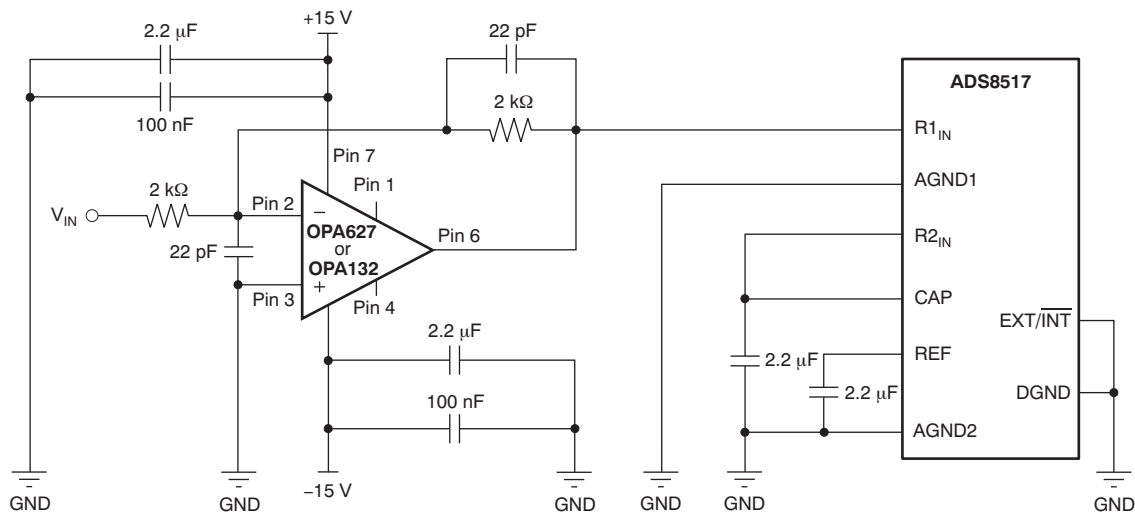 +15 V
2.2 μF
100 nF
22 pF
2 kΩ
ADS8517
R1IN
AGND1
R2IN
CAP
EXT/INT
REF
DGND
AGND2
Pin 7
Pin 1
2 kΩ
VIN
Pin 2
−
OPA627
or
OPA132
+
Pin 6
22 pF
Pin 3
Pin 4
2.2 μF
100 nF
2.2 μF
2.2 μF
−15 V
GND
GND
GND
GND
GND
GND